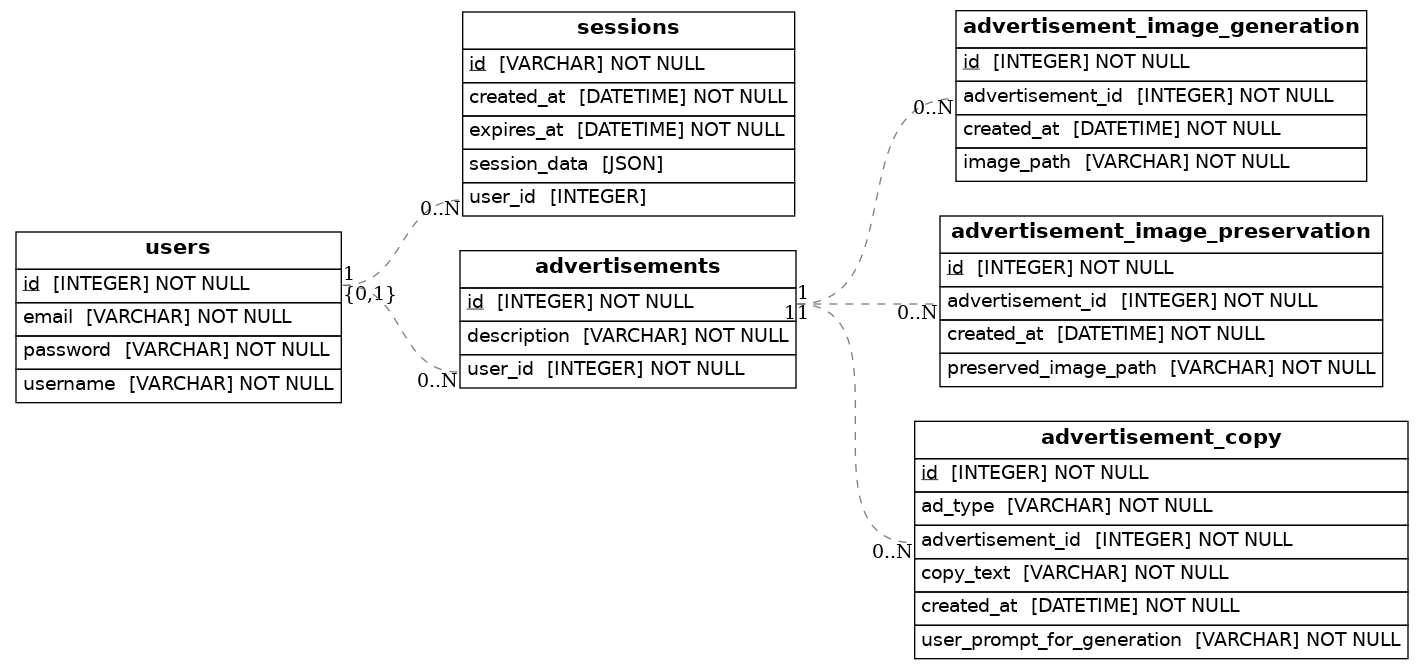 users
id [INTEGER] NOT NULL
email [VARCHAR] NOT NULL
password [VARCHAR] NOT NULL
username [VARCHAR] NOT NULL
1
{0,1}
0..N
0..N
sessions
id [VARCHAR] NOT NULL
created_at [DATETIME] NOT NULL
expires_at [DATETIME] NOT NULL
session_data [JSON]
user_id [INTEGER]
advertisements
id [INTEGER] NOT NULL
description [VARCHAR] NOT NULL
user_id [INTEGER] NOT NULL
1
11
0..N
0..N
0..N
advertisement_image_generation
id [INTEGER] NOT NULL
advertisement_id [INTEGER] NOT NULL
created_at [DATETIME] NOT NULL
image_path [VARCHAR] NOT NULL
advertisement_image_preservation
id [INTEGER] NOT NULL
advertisement_id [INTEGER] NOT NULL
created_at [DATETIME] NOT NULL
preserved_image_path [VARCHAR] NOT NULL
advertisement_copy
id [INTEGER] NOT NULL
ad_type [VARCHAR] NOT NULL
advertisement_id [INTEGER] NOT NULL
copy_text [VARCHAR] NOT NULL
created_at [DATETIME] NOT NULL
user_prompt_for_generation [VARCHAR] NOT NULL